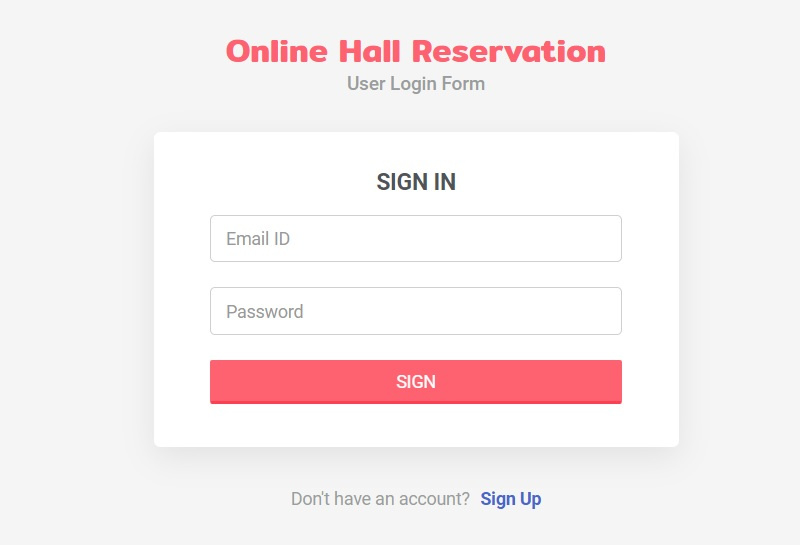 Online Hall Reservation
User Login Form
SIGN IN
Email ID
Password
SIGN
Don't have an account? Sign Up